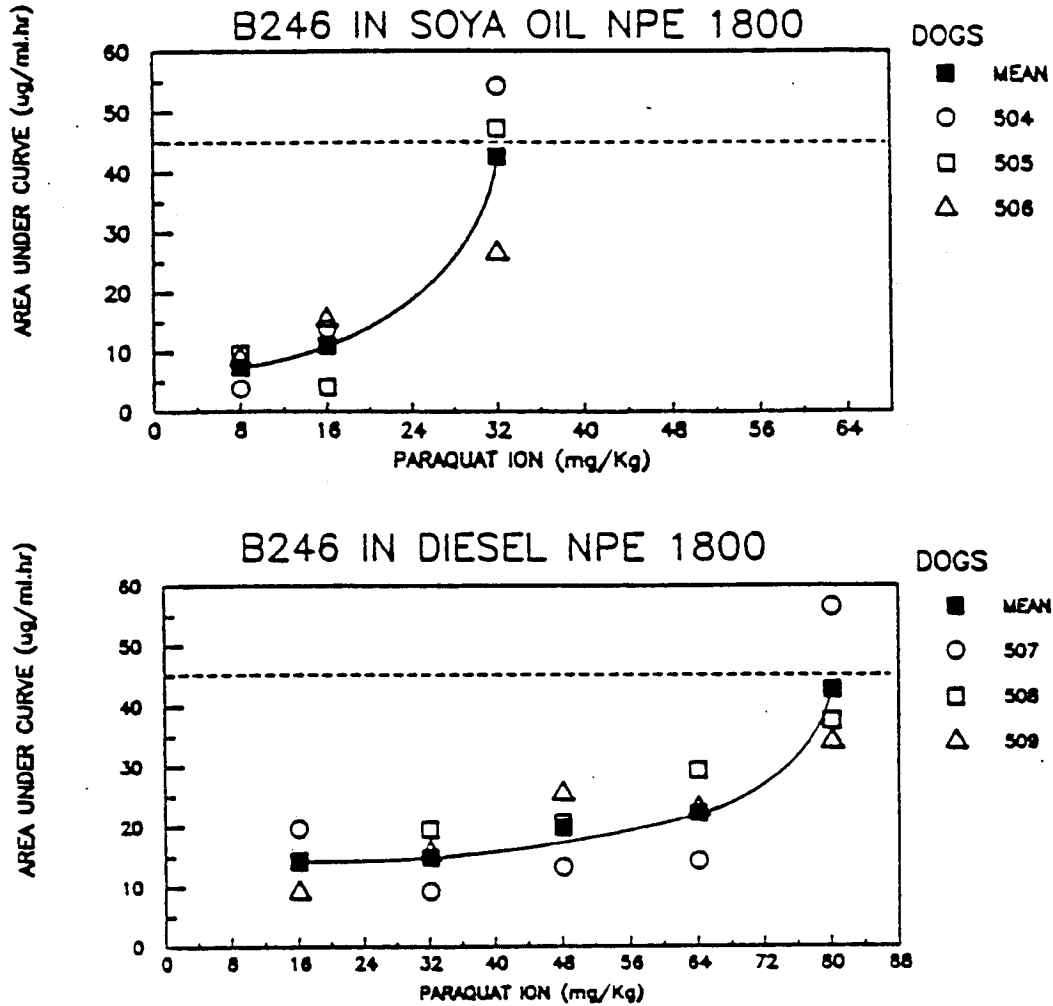 B246 IN SOYA OIL NPE 1800
AREA UNDER CURVE (ug/ml.hr)
60
50
40
30
20
10
0
0 8 16 24 32 40 48 56 64
PARAQUAT ION (mg/Kg)
DOGS
MEAN
504
505
506
B246 IN DIESEL NPE 1800
AREA UNDER CURVE (ug/ml.hr)
60
50
40
30
20
10
0
0 8 16 24 32 40 48 56 64 72 80 88
PARAQUAT ION (mg/Kg)
DOGS
MEAN
507
508
509